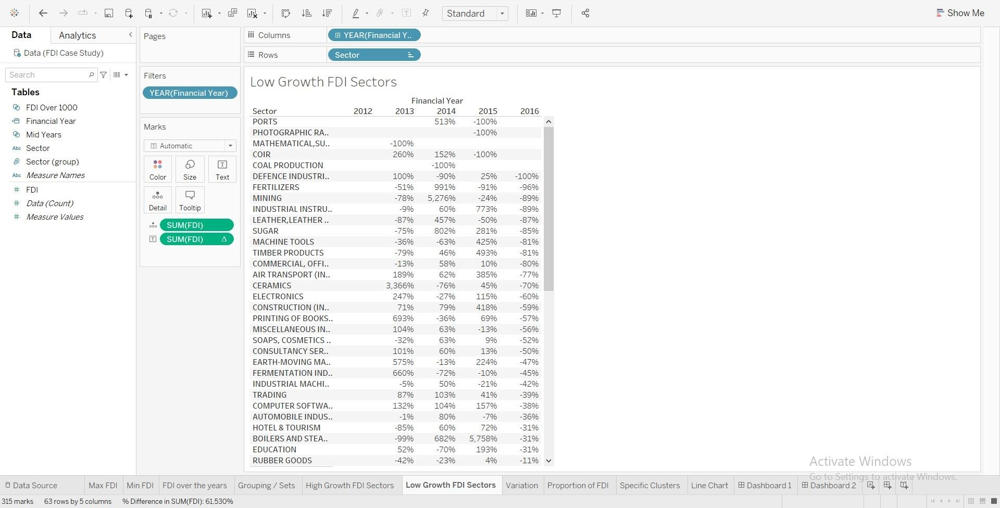 Standard
Show Me
Data
Analytics
Data (FDI Case Study)
Search
Tables
FDI Over 1000
Financial Year
Mid Years
Abc Sector
Sector (group)
Abc Measure Names
# FDI
# Data (Count)
# Measure Values
Pages
Filters
YEAR(Financial Year)
Marks
T Automatic
Color
Size
Text
Detail
Tooltip
SUM(FDI)
SUM(FDI) Δ
Columns
YEAR(Financial Y..
Rows
Sector
Low Growth FDI Sectors
Financial Year
Sector 2012 2013 2014 2015 2016
PORTS 513% -100%
PHOTOGRAPHIC RA.. -100%
MATHEMATICAL,SU.. -100%
COIR 260% 152% -100%
COAL PRODUCTION -100%
DEFENCE INDUSTRI.. 100% -90% 25% -100%
FERTILIZERS -51% 991% -91% -96%
MINING -78% 5,276% -24% -89%
INDUSTRIAL INSTRU.. -9% 60% 773% -89%
LEATHER,LEATHER .. -87% 457% -50% -87%
SUGAR -75% 802% 281% -85%
MACHINE TOOLS -36% -63% 425% -81%
TIMBER PRODUCTS -79% 46% 493% -81%
COMMERCIAL, OFFI.. -13% 58% 10% -80%
AIR TRANSPORT (IN.. 189% 62% 385% -77%
CERAMICS 3,366% -76% 45% -70%
ELECTRONICS 247% -27% 115% -60%
CONSTRUCTION (IN.. 71% 79% 418% -59%
PRINTING OF BOOKS.. 693% -36% 69% -57%
MISCELLANEOUS IN.. 104% 63% -13% -56%
SOAPS, COSMETICS .. -32% 63% 9% -52%
CONSULTANCY SER.. 101% 60% 13% -50%
EARTH-MOVING MA.. 575% -13% 224% -47%
FERMENTATION IND.. 660% -72% -10% -45%
INDUSTRIAL MACHI.. -5% 50% -21% -42%
TRADING 87% 103% 41% -39%
COMPUTER SOFTWA.. 132% 104% 157% -38%
AUTOMOBILE INDUS.. -1% 80% -7% -36%
HOTEL & TOURISM -85% 60% 72% -31%
BOILERS AND STEA.. -99% 682% 5,758% -31%
EDUCATION 52% -70% 193% -31%
RUBBER GOODS -42% -23% 4% -11%
Activate Windows
Go to Settings to activate Windows.
Data Source Max FDI Min FDI FDI over the years Grouping / Sets High Growth FDI Sectors Low Growth FDI Sectors Variation Proportion of FDI Specific Clusters Line Chart Dashboard 1 Dashboard 2
315 marks 63 rows by 5 columns % Difference in SUM(FDI): 61,530%